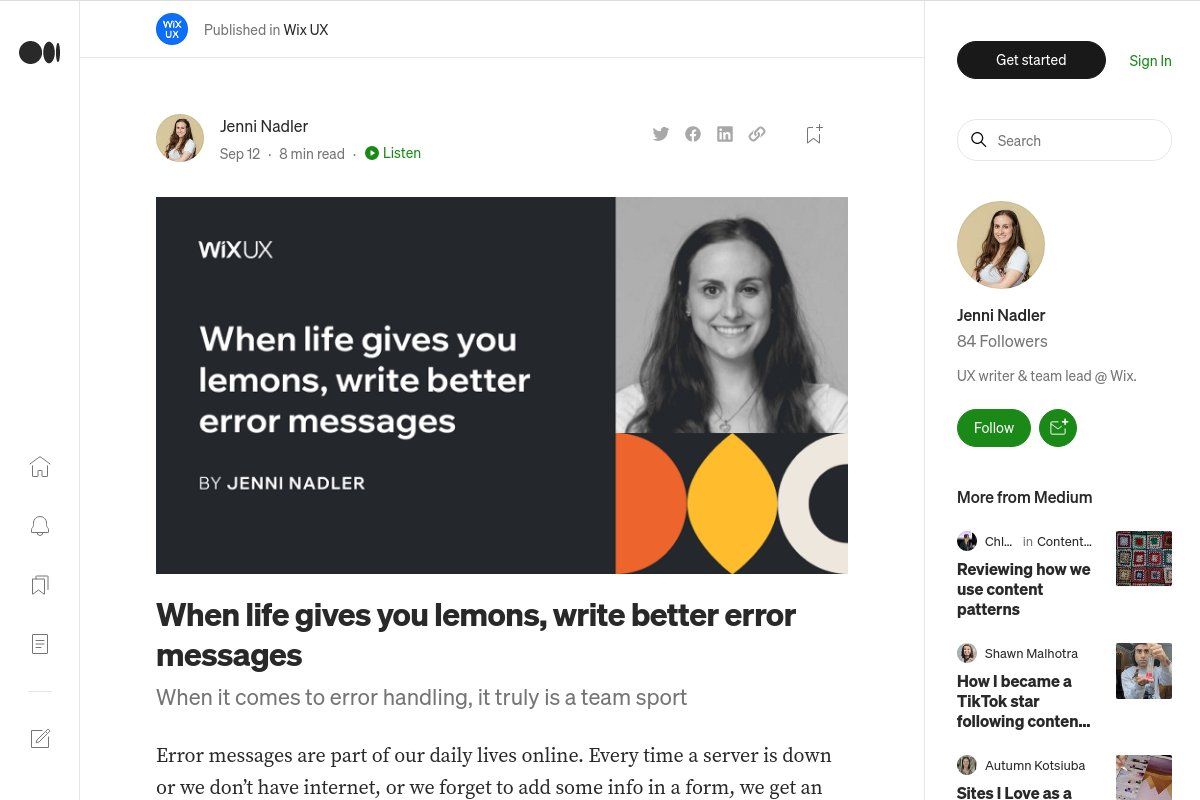 WiX
UX
Published in Wix UX
Get started
Sign In
Jenni Nadler
Sep 12 · 8 min read · Listen
Search
WiXUX
When life gives you
lemons, write better
error messages
BY JENNI NADLER
Jenni Nadler
84 Followers
UX writer & team lead @ Wix.
Follow
More from Medium
Chl... in Content...
Reviewing how we
use content
patterns
Shawn Malhotra
How I became a
TikTok star
following conten...
Autumn Kotsiuba
Sites I Love as a
When life gives you lemons, write better error
messages
When it comes to error handling, it truly is a team sport
Error messages are part of our daily lives online. Every time a server is down
or we don’t have internet, or we forget to add some info in a form, we get an